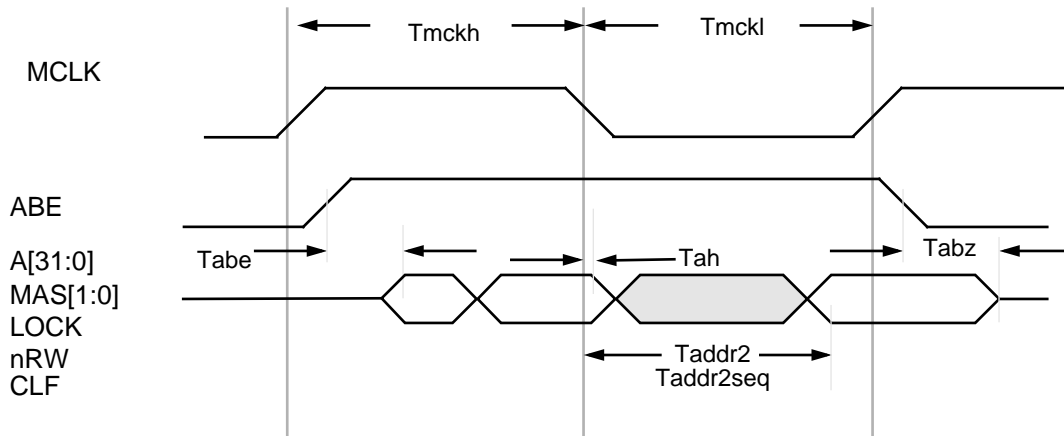 Tmckh
Tmckl
MCLK
ABE
A[31:0]
Tabe
Tah
Tabz
MAS[1:0]
LOCK
nRW
Taddr2
CLF
Taddr2seq